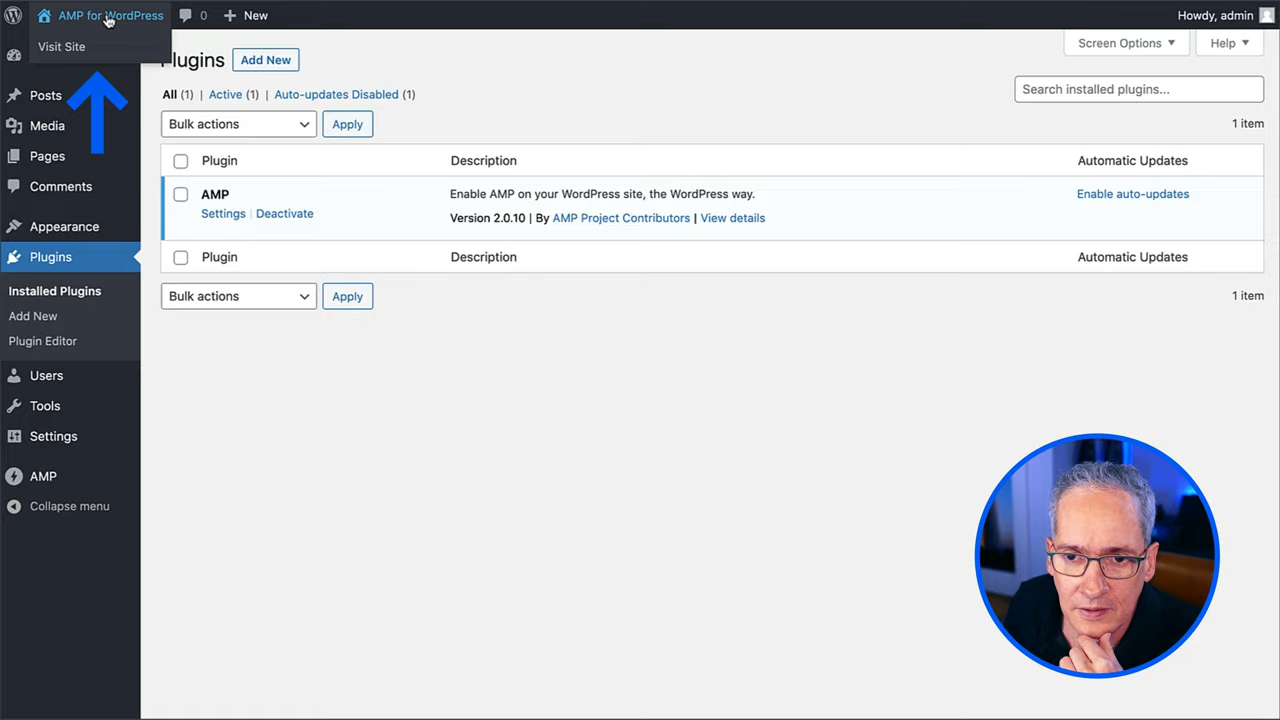 AMP for WordPress 0 New Howdy, admin
Visit Site
Plugins Add New Screen Options Help
All (1) | Active (1) | Auto-updates Disabled (1)
Search installed plugins...
Bulk actions Apply 1 item
Plugin Description Automatic Updates
AMP Enable AMP on your WordPress site, the WordPress way. Enable auto-updates
Settings | Deactivate Version 2.0.10 | By AMP Project Contributors | View details
Plugin Description Automatic Updates
Bulk actions Apply 1 item
Posts
Media
Pages
Comments
Appearance
Plugins
Installed Plugins
Add New
Plugin Editor
Users
Tools
Settings
AMP
Collapse menu